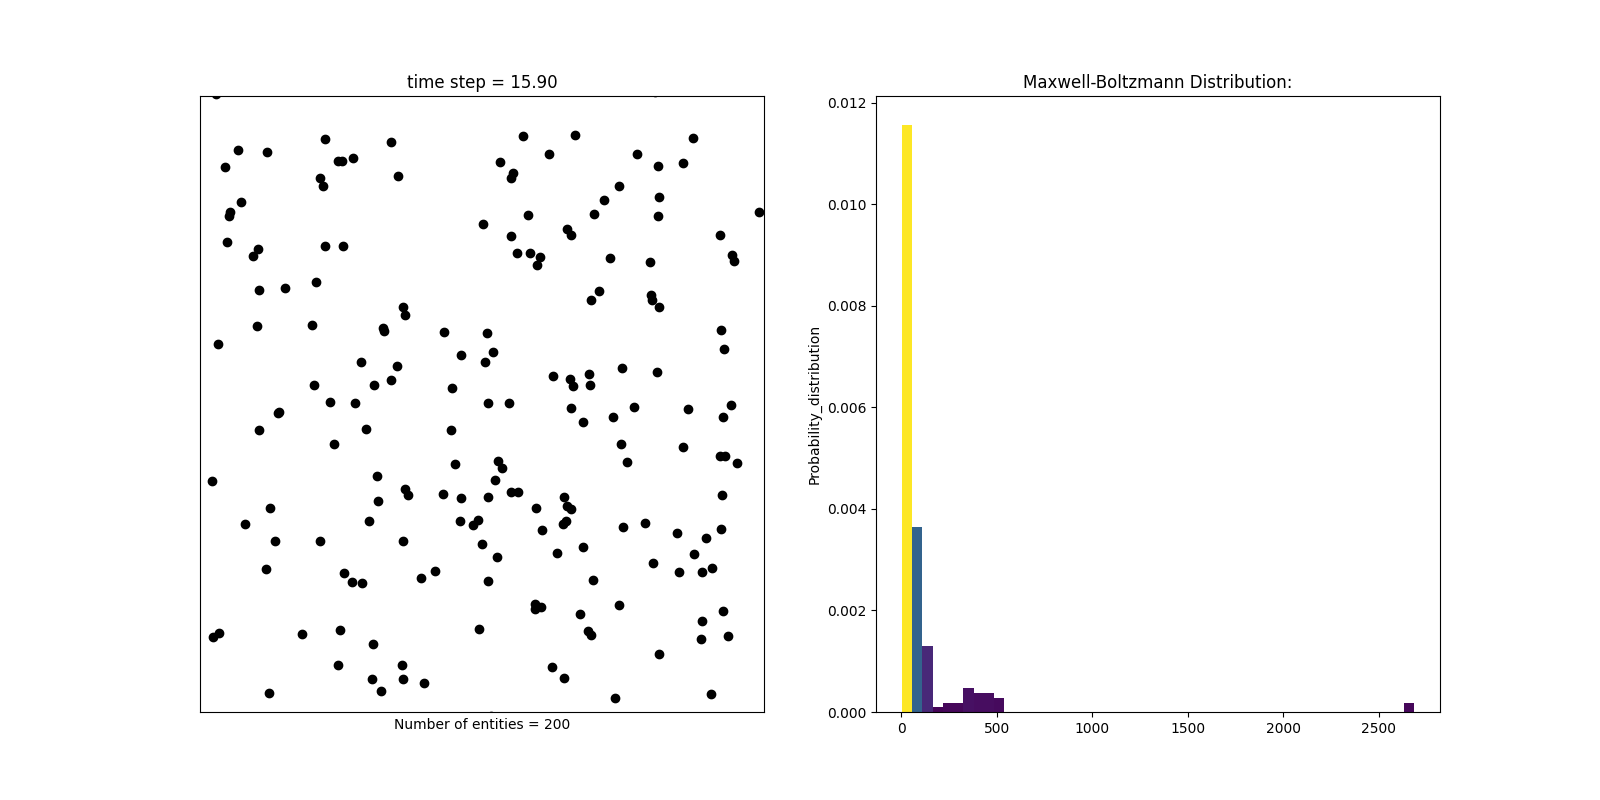 time step = 15.90
Number of entities = 200
Maxwell-Boltzmann Distribution:
Probability_distribution
0.012
0.010
0.008
0.006
0.004
0.002
0.000
0 500 1000 1500 2000 2500